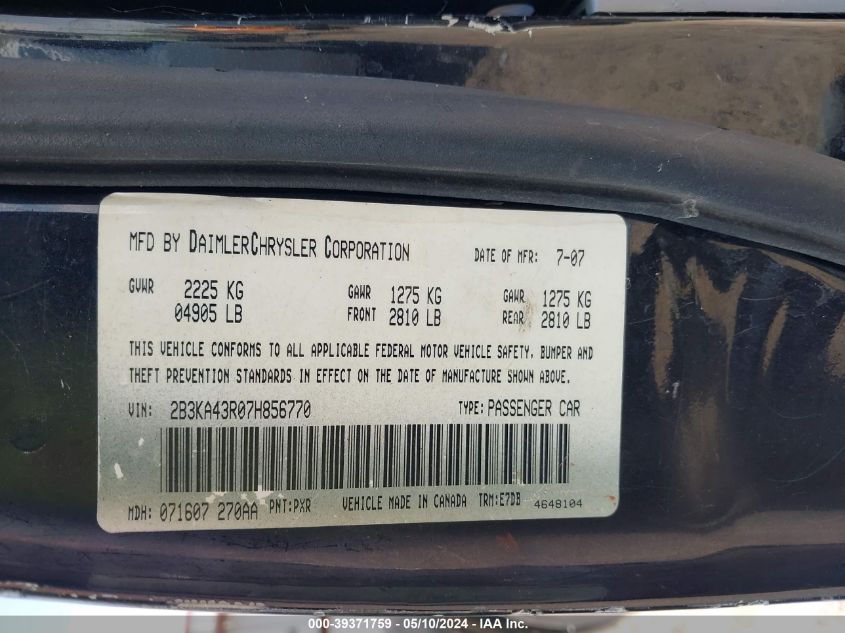 MFD BY DAIMLERCHRYSLER CORPORATION DATE OF MFR: 7-07
GVWR 2225 KG GAWR 1275 KG GAWR 1275 KG
04905 LB FRONT 2810 LB REAR 2810 LB
THIS VEHICLE CONFORMS TO ALL APPLICABLE FEDERAL MOTOR VEHICLE SAFETY, BUMPER AND
THEFT PREVENTION STANDARDS IN EFFECT ON THE DATE OF MANUFACTURE SHOWN ABOVE.
VIN: 2B3KA43R07H856770 TYPE: PASSENGER CAR
MDH: 071607 270AA PNT:PXR VEHICLE MADE IN CANADA TRM:E7DB 4648104
000-39371759 — 05/10/2024 — IAA Inc.